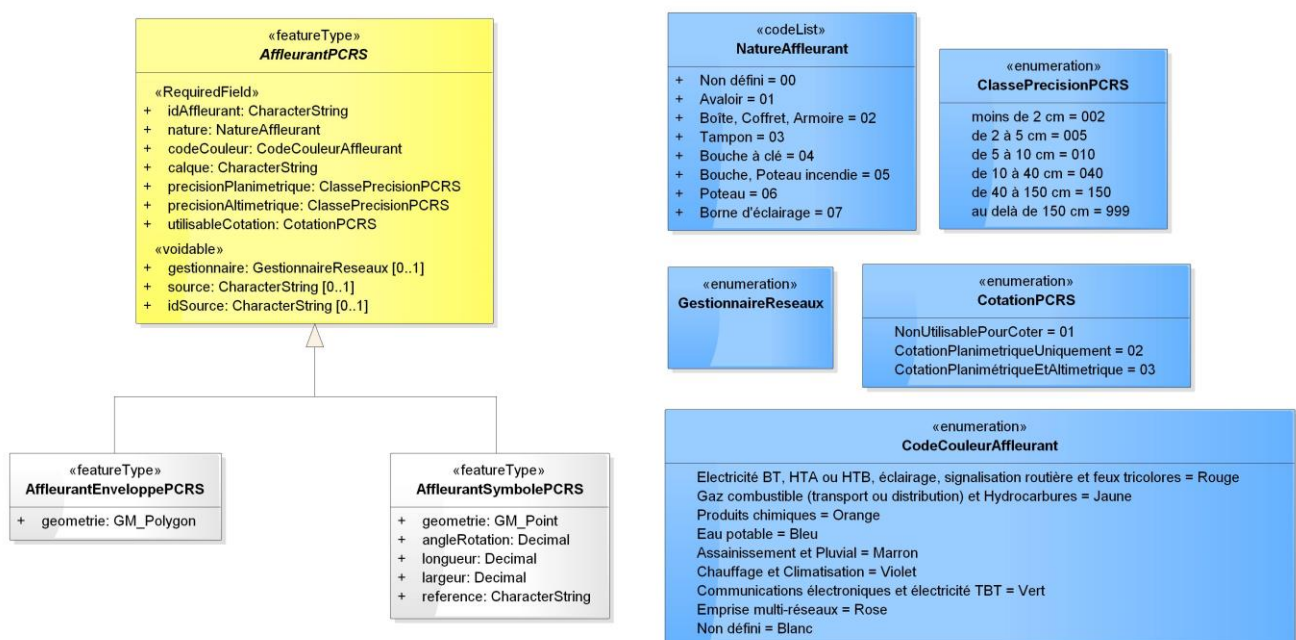 «featureType»
AffleurantPCRS
«RequiredField»
+ idAffleurant: CharacterString
+ nature: NatureAffleurant
+ codeCouleur: CodeCouleurAffleurant
+ calque: CharacterString
+ precisionPlanimetrique: ClassePrecisionPCRS
+ precisionAltimetrique: ClassePrecisionPCRS
+ utilisableCotation: CotationPCRS
«voidable»
+ gestionnaire: GestionnaireReseaux [0..1]
+ source: CharacterString [0..1]
+ idSource: CharacterString [0..1]
«featureType»
AffleurantEnveloppePCRS
+ geometrie: GM_Polygon
«featureType»
AffleurantSymbolePCRS
+ geometrie: GM_Point
+ angleRotation: Decimal
+ longueur: Decimal
+ largeur: Decimal
+ reference: CharacterString
«codeList»
NatureAffleurant
+ Non défini = 00
+ Avaloir = 01
+ Boîte, Coffret, Armoire = 02
+ Tampon = 03
+ Bouche à clé = 04
+ Bouche, Poteau incendie = 05
+ Poteau = 06
+ Borne d'éclairage = 07
«enumeration»
ClassePrecisionPCRS
moins de 2 cm = 002
de 2 à 5 cm = 005
de 5 à 10 cm = 010
de 10 à 40 cm = 040
de 40 à 150 cm = 150
au delà de 150 cm = 999
«enumeration»
GestionnaireReseaux
«enumeration»
CotationPCRS
NonUtilisablePourCoter = 01
CotationPlanimetriqueUniquement = 02
CotationPlanimétriqueEtAltimetrique = 03
«enumeration»
CodeCouleurAffleurant
Electricité BT, HTA ou HTB, éclairage, signalisation routière et feux tricolores = Rouge
Gaz combustible (transport ou distribution) et Hydrocarbures = Jaune
Produits chimiques = Orange
Eau potable = Bleu
Assainissement et Pluvial = Marron
Chauffage et Climatisation = Violet
Communications électroniques et électricité TBT = Vert
Emprise multi-réseaux = Rose
Non défini = Blanc